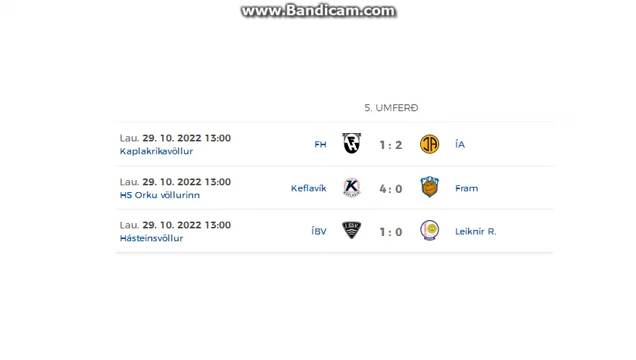 www.Bandicam.com
5. UMFERÐ
Lau. 29. 10. 2022 13:00
Kaplakrikavöllur
FH 1 : 2 ÍA
Lau. 29. 10. 2022 13:00
HS Orku völlurinn
Keflavík 4 : 0 Fram
Lau. 29. 10. 2022 13:00
Hásteinsvöllur
ÍBV 1 : 0 Leiknir R.